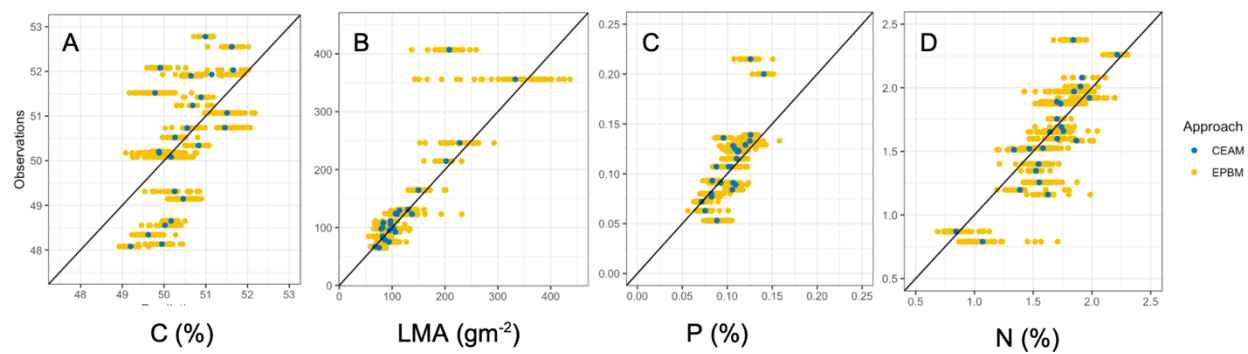 A
B
C
D
Observations
53
52
51
50
49
48
48 49 50 51 52 53
400
300
200
100
0
0 100 200 300 400
0.25
0.20
0.15
0.10
0.05
0.00
0.00 0.05 0.10 0.15 0.20 0.25
2.5
2.0
1.5
1.0
0.5
0.5 1.0 1.5 2.0 2.5
Approach
CEAM
EPBM
C (%)
LMA (gm⁻²)
P (%)
N (%)